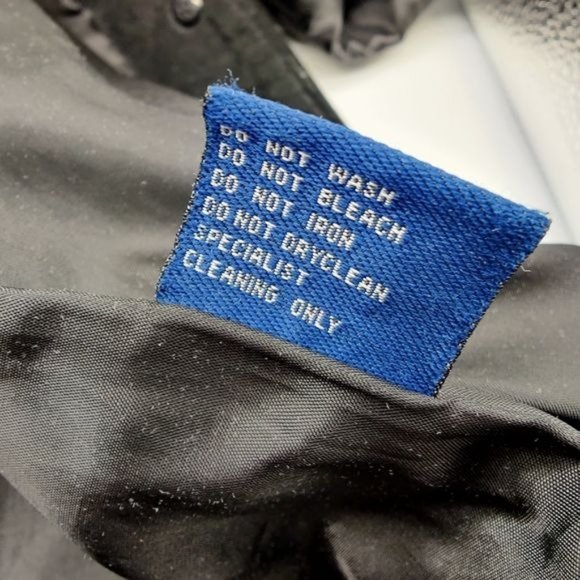 DO NOT WASH
DO NOT BLEACH
DO NOT IRON
DO NOT DRYCLEAN
SPECIALIST
CLEANING ONLY